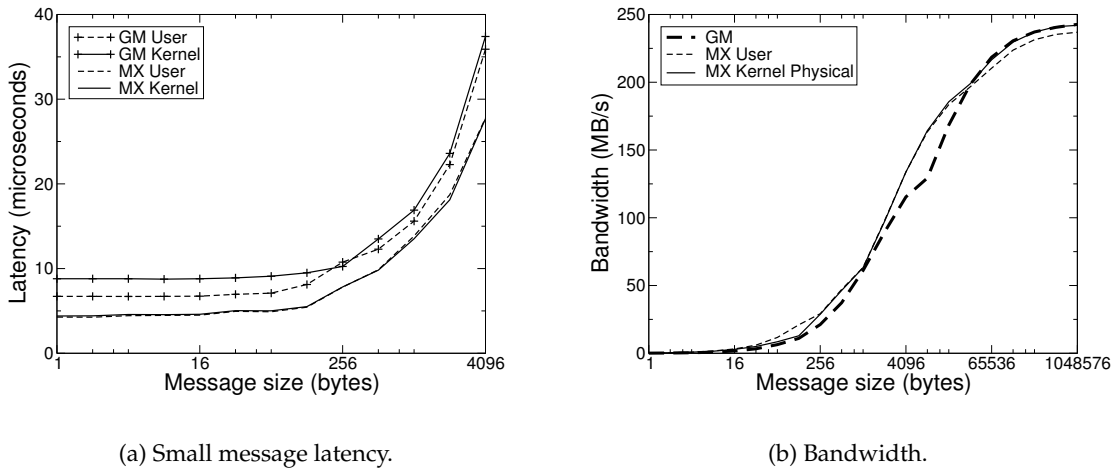 GM User
GM Kernel
MX User
MX Kernel
40
30
20
10
0
Latency (microseconds)
1
16
256
4096
Message size (bytes)
(a) Small message latency.
GM
MX User
MX Kernel Physical
250
200
150
100
50
0
Bandwidth (MB/s)
1
16
256
4096
65536
1048576
Message size (bytes)
(b) Bandwidth.